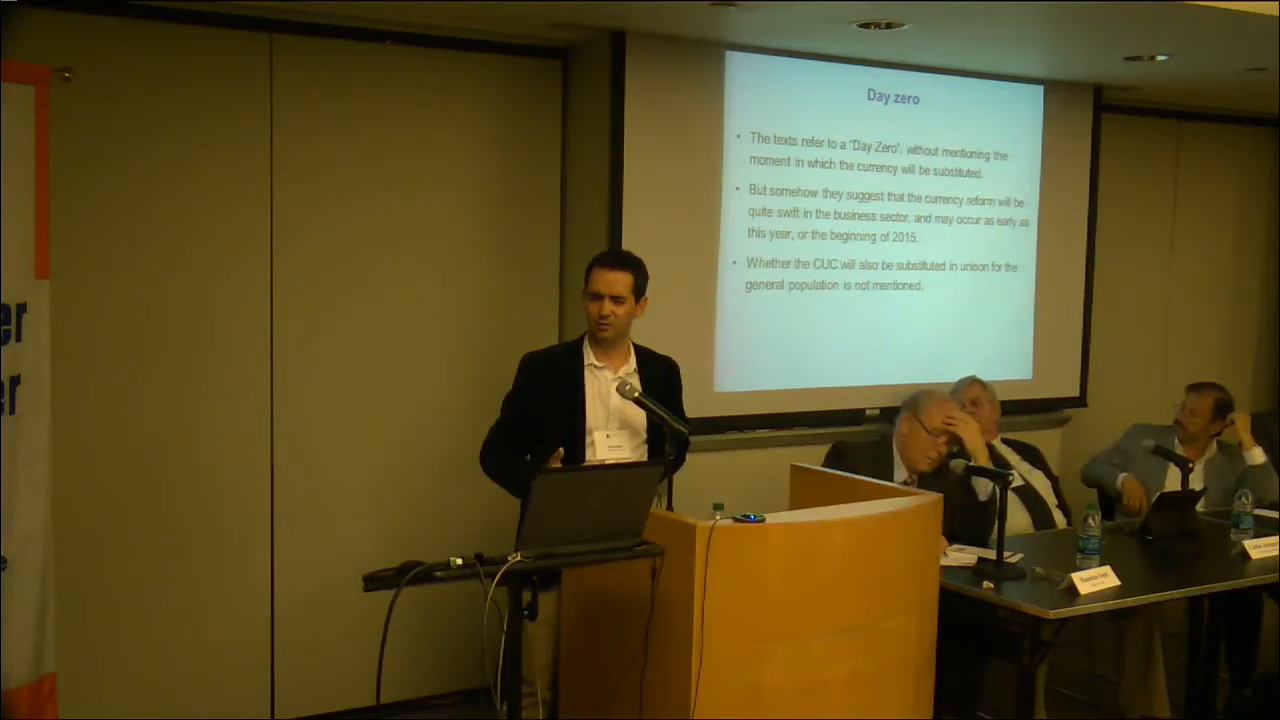 Day zero
• The texts refer to a "Day Zero", without mentioning the
moment in which the currency will be substituted.
• But somehow they suggest that the currency reform will be
quite swift in the business sector, and may occur as early as
this year, or the beginning of 2015.
• Whether the CUC will also be substituted in unison for the
general population is not mentioned.
er
er